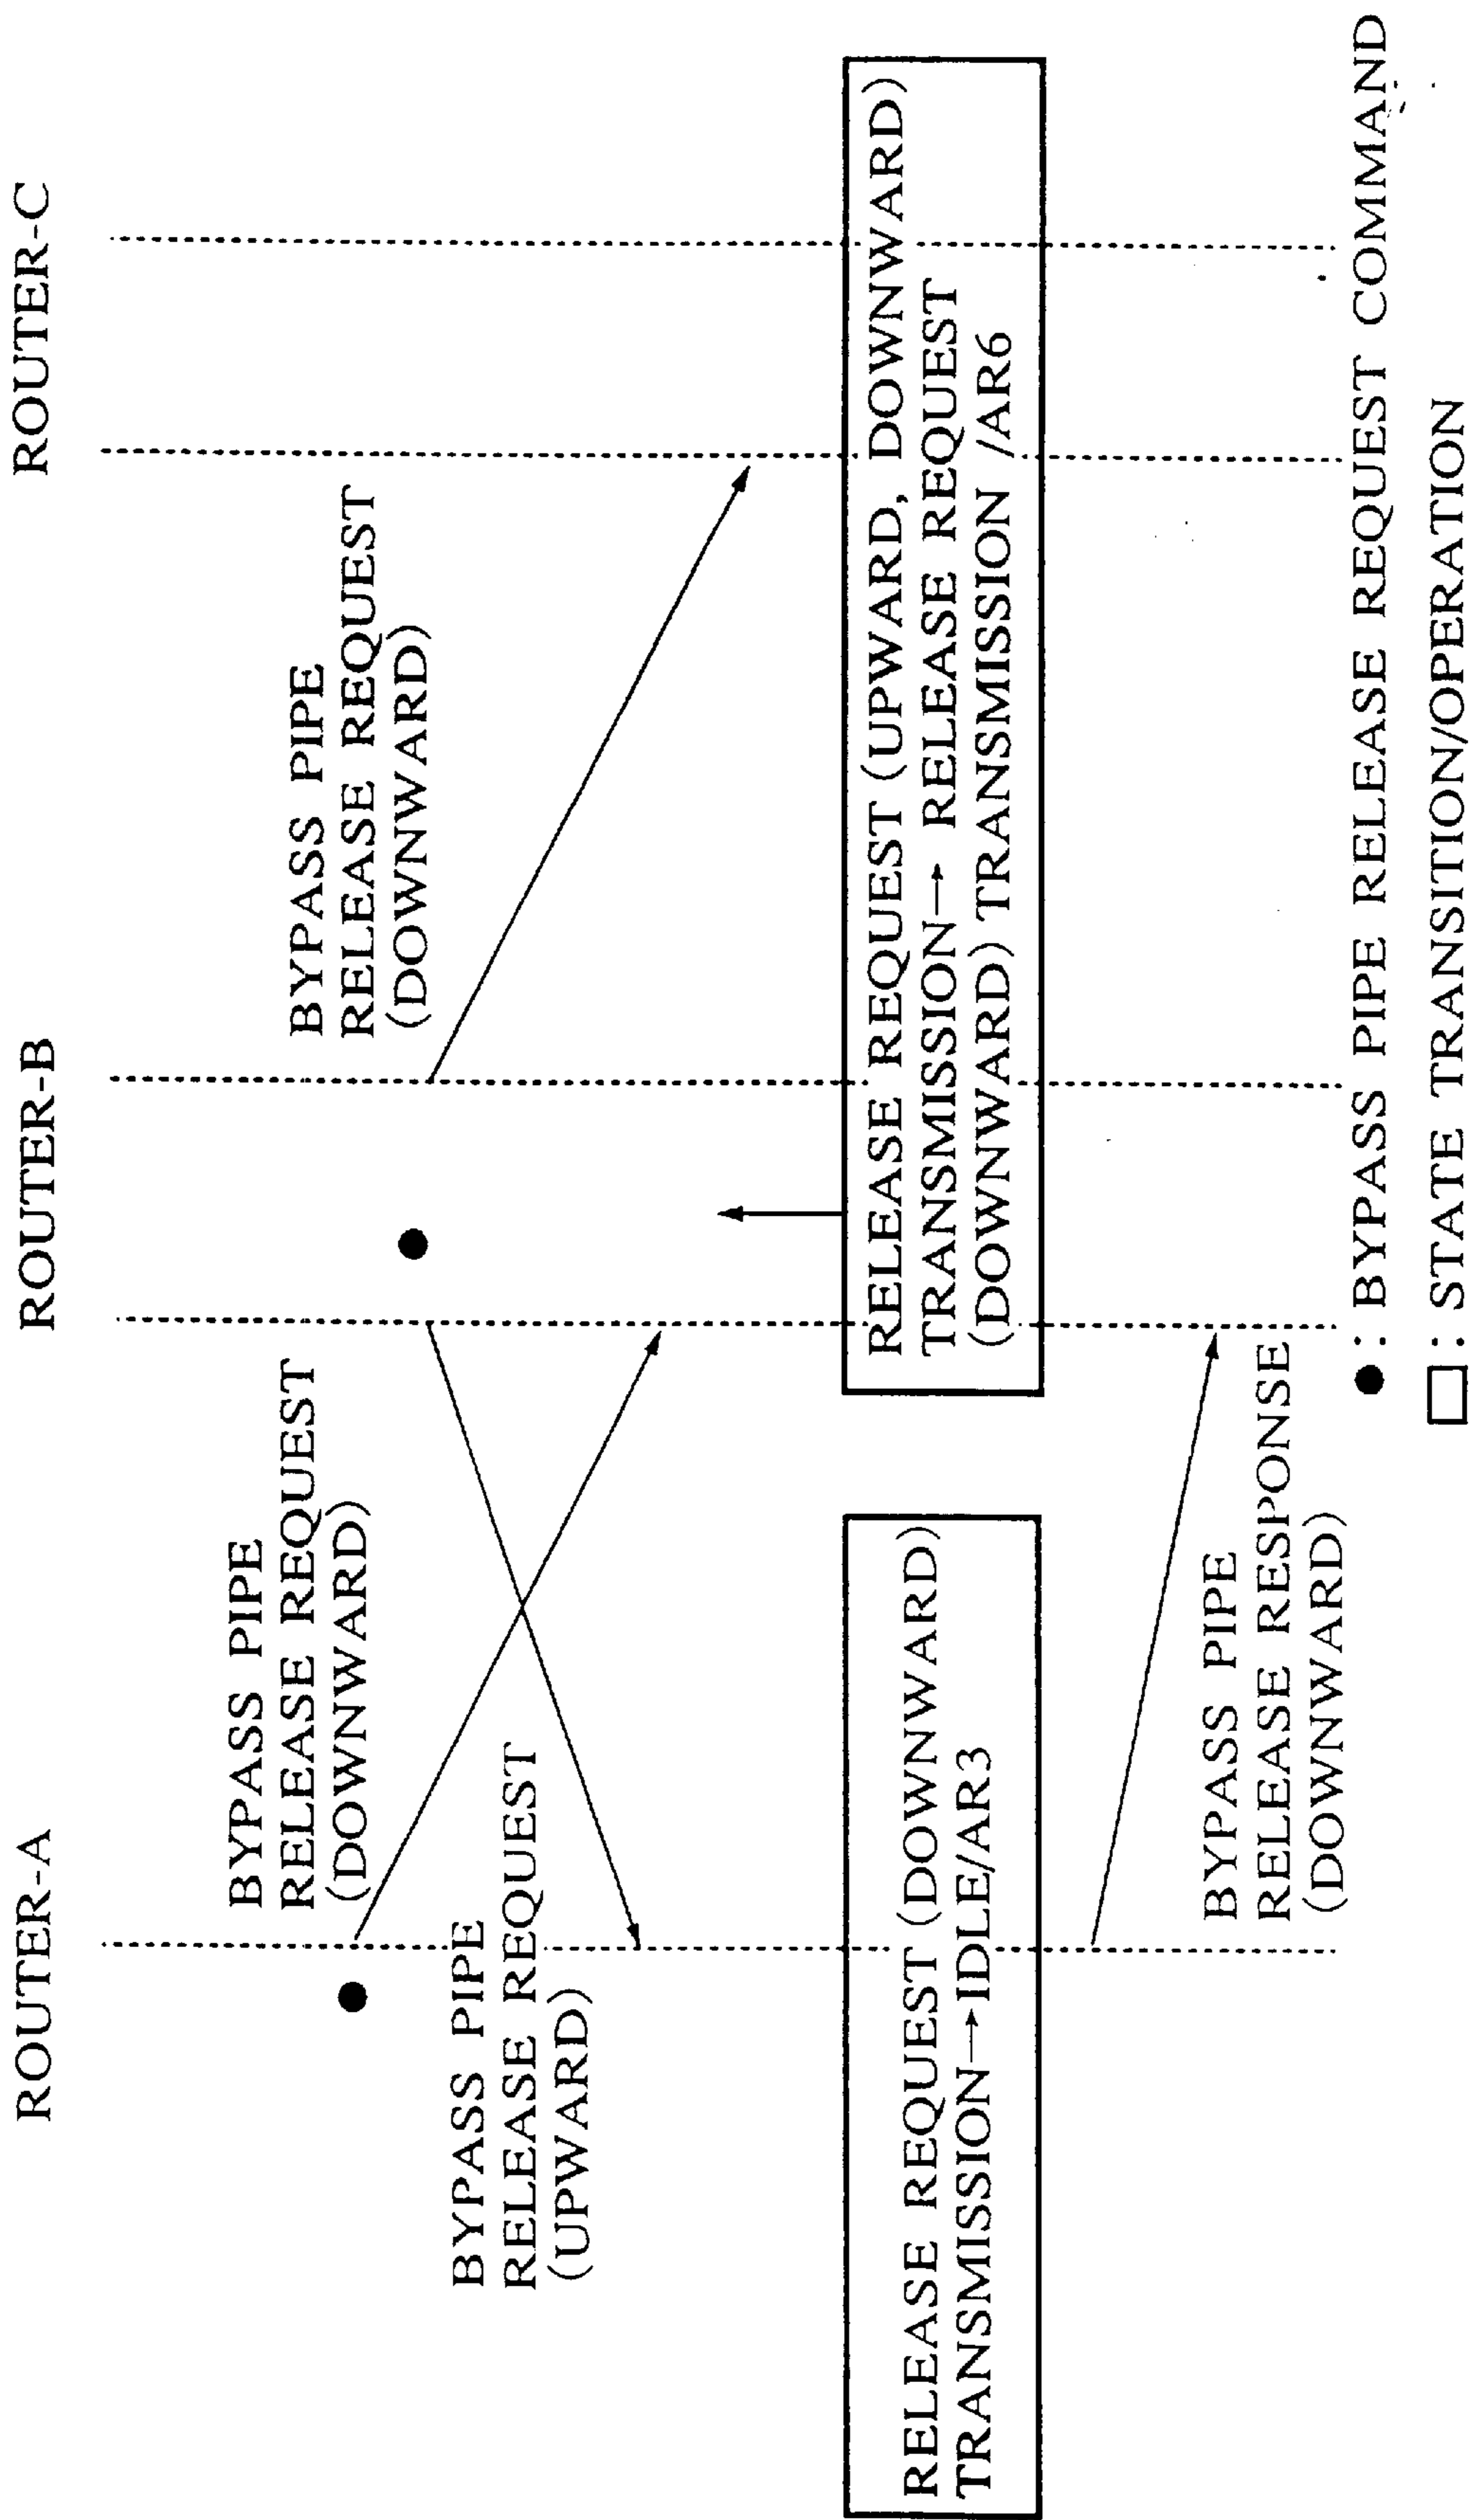 ROUTER-A
ROUTER-B
ROUTER-C
BYPASS PIPE
RELEASE REQUEST
(DOWNWARD)
BYPASS PIPE
RELEASE REQUEST
(DOWNWARD)
BYPASS PIPE
RELEASE REQUEST
(UPWARD)
RELEASE REQUEST (DOWNWARD)
TRANSMISSION→IDLE/AR3
RELEASE REQUEST (UPWARD, DOWNWARD)
TRANSMISSION→ RELEASE REQUEST
(DOWNWARD) TRANSMISSION /AR6
BYPASS PIPE
RELEASE RESPONSE
(DOWNWARD)
● : BYPASS PIPE RELEASE REQUEST COMMAND
□ : STATE TRANSITION/OPERATION